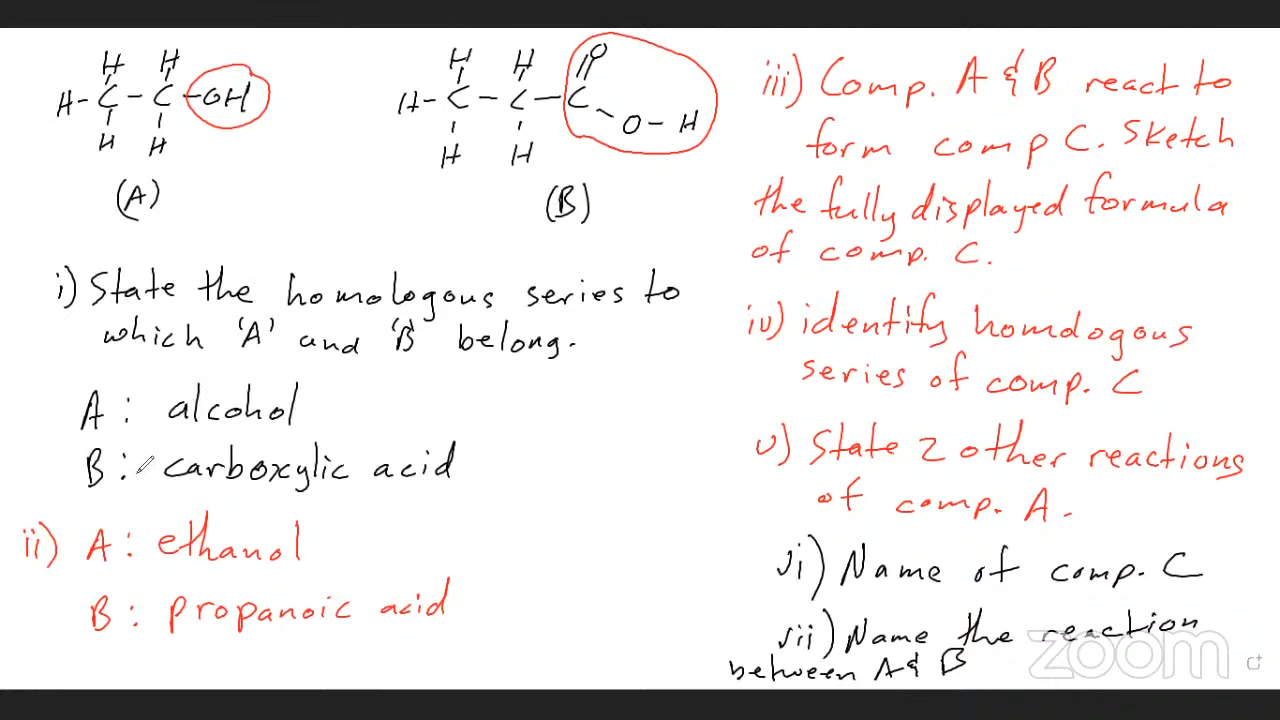 H H
H - C - C - OH
H H
(A)
H H O
H - C - C - C
O - H
H H
(B)
i) State the homologous series to
which 'A' and 'B' belong.
A : alcohol
B : carboxylic acid
ii) A : ethanol
B : propanoic acid
iii) Comp. A & B react to
form comp C. Sketch
the fully displayed formula
of comp. C.
iv) identify homologous
series of comp. C
v) State 2 other reactions
of comp. A.
vi) Name of comp. C
vii) Name the reaction
between A & B
zoom